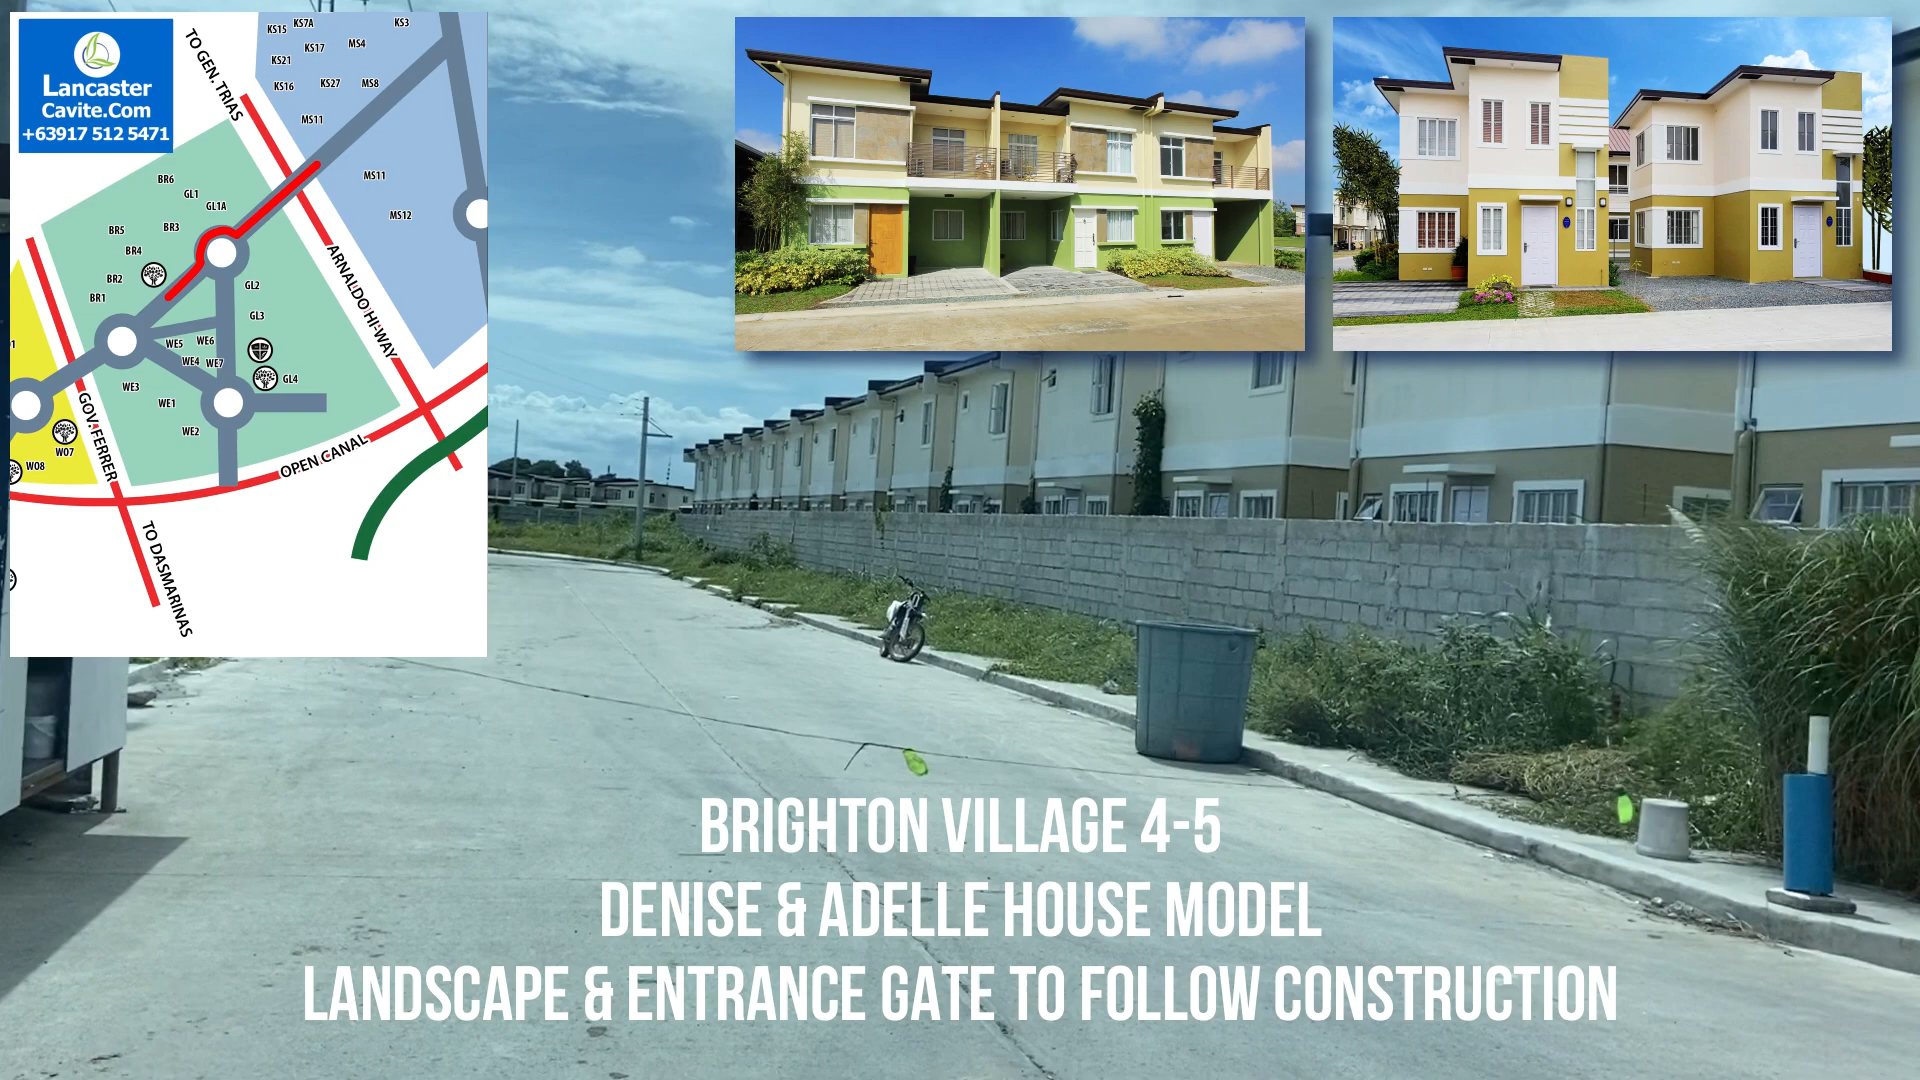 Lancaster
Cavite.Com
+63917 512 5471
TO GEN. TRIAS
KS15
KS7A
KS3
KS17
MS4
KS21
KS16
KS27
MS8
MS11
MS11
MS12
BR6
GL1
GL1A
BR5
BR3
BR4
BR2
BR1
GL2
GL3
GL4
WE5
WE6
WE4
WE7
WE3
WE1
WE2
W07
W08
ARNALDO HI-WAY
GOV. FERRER
OPEN CANAL
TO DASMARINAS
BRIGHTON VILLAGE 4-5
DENISE & ADELLE HOUSE MODEL
LANDSCAPE & ENTRANCE GATE TO FOLLOW CONSTRUCTION